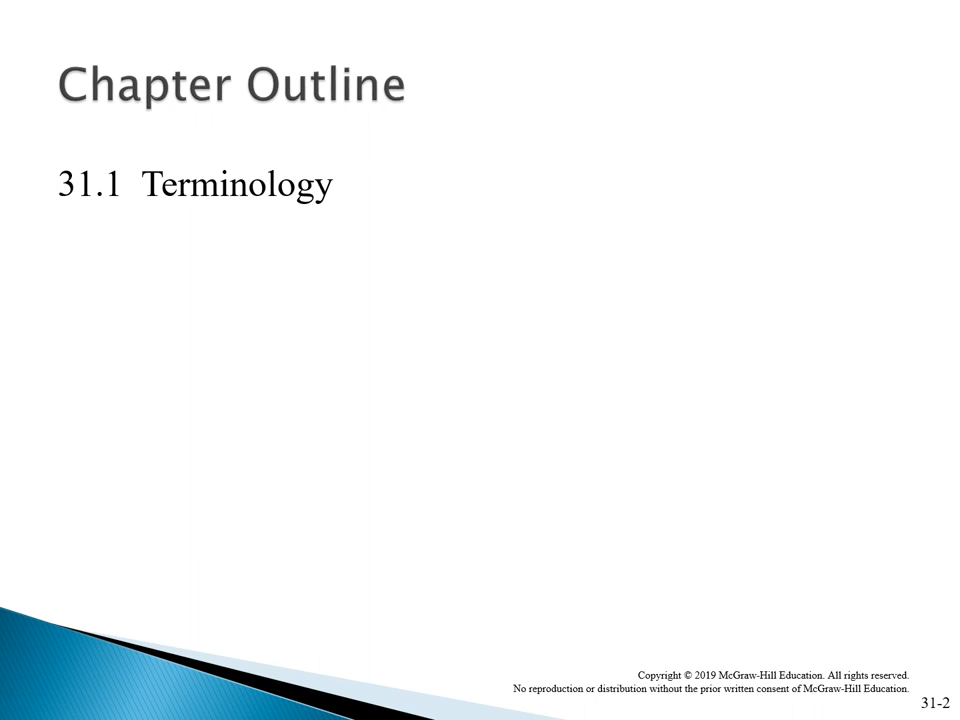 Chapter Outline
31.1 Terminology
Copyright © 2019 McGraw-Hill Education. All rights reserved.
No reproduction or distribution without the prior written consent of McGraw-Hill Education.
31-2